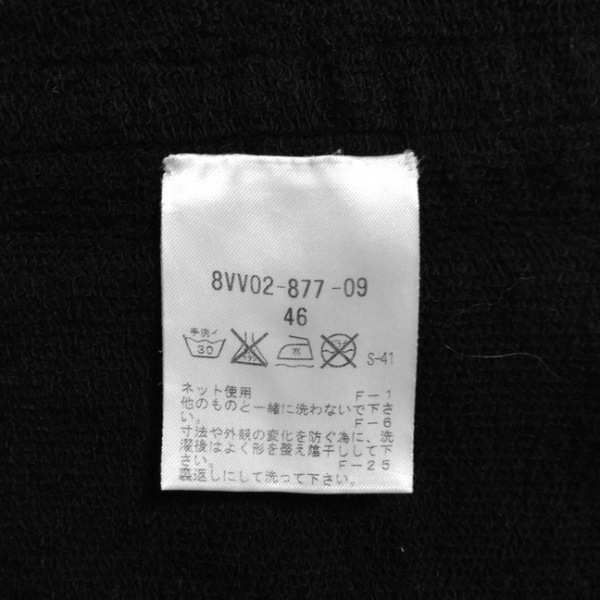 8VV02-877-09
46
手洗イ
30
高
S-41
ネット使用 F-1
他のものと一緒に洗わないで下さ
い。 F-6
寸法や外観の変化を防ぐ為に、洗
濯後はよく形を整え陰干しして下
さい。 F-25
裏返しにして洗って下さい。